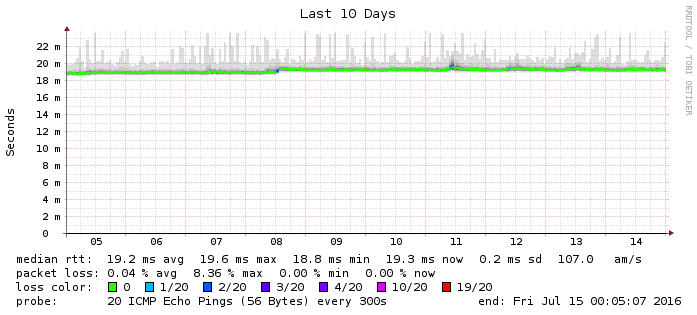 Last 10 Days
RRDTOOL / TOBI OETIKER
Seconds
22 m
20 m
18 m
16 m
14 m
12 m
10 m
8 m
6 m
4 m
2 m
0
05 06 07 08 09 10 11 12 13 14
median rtt: 19.2 ms avg 19.6 ms max 18.8 ms min 19.3 ms now 0.2 ms sd 107.0 am/s
packet loss: 0.04 % avg 8.36 % max 0.00 % min 0.00 % now
loss color: 0 1/20 2/20 3/20 4/20 10/20 19/20
probe: 20 ICMP Echo Pings (56 Bytes) every 300s end: Fri Jul 15 00:05:07 2016